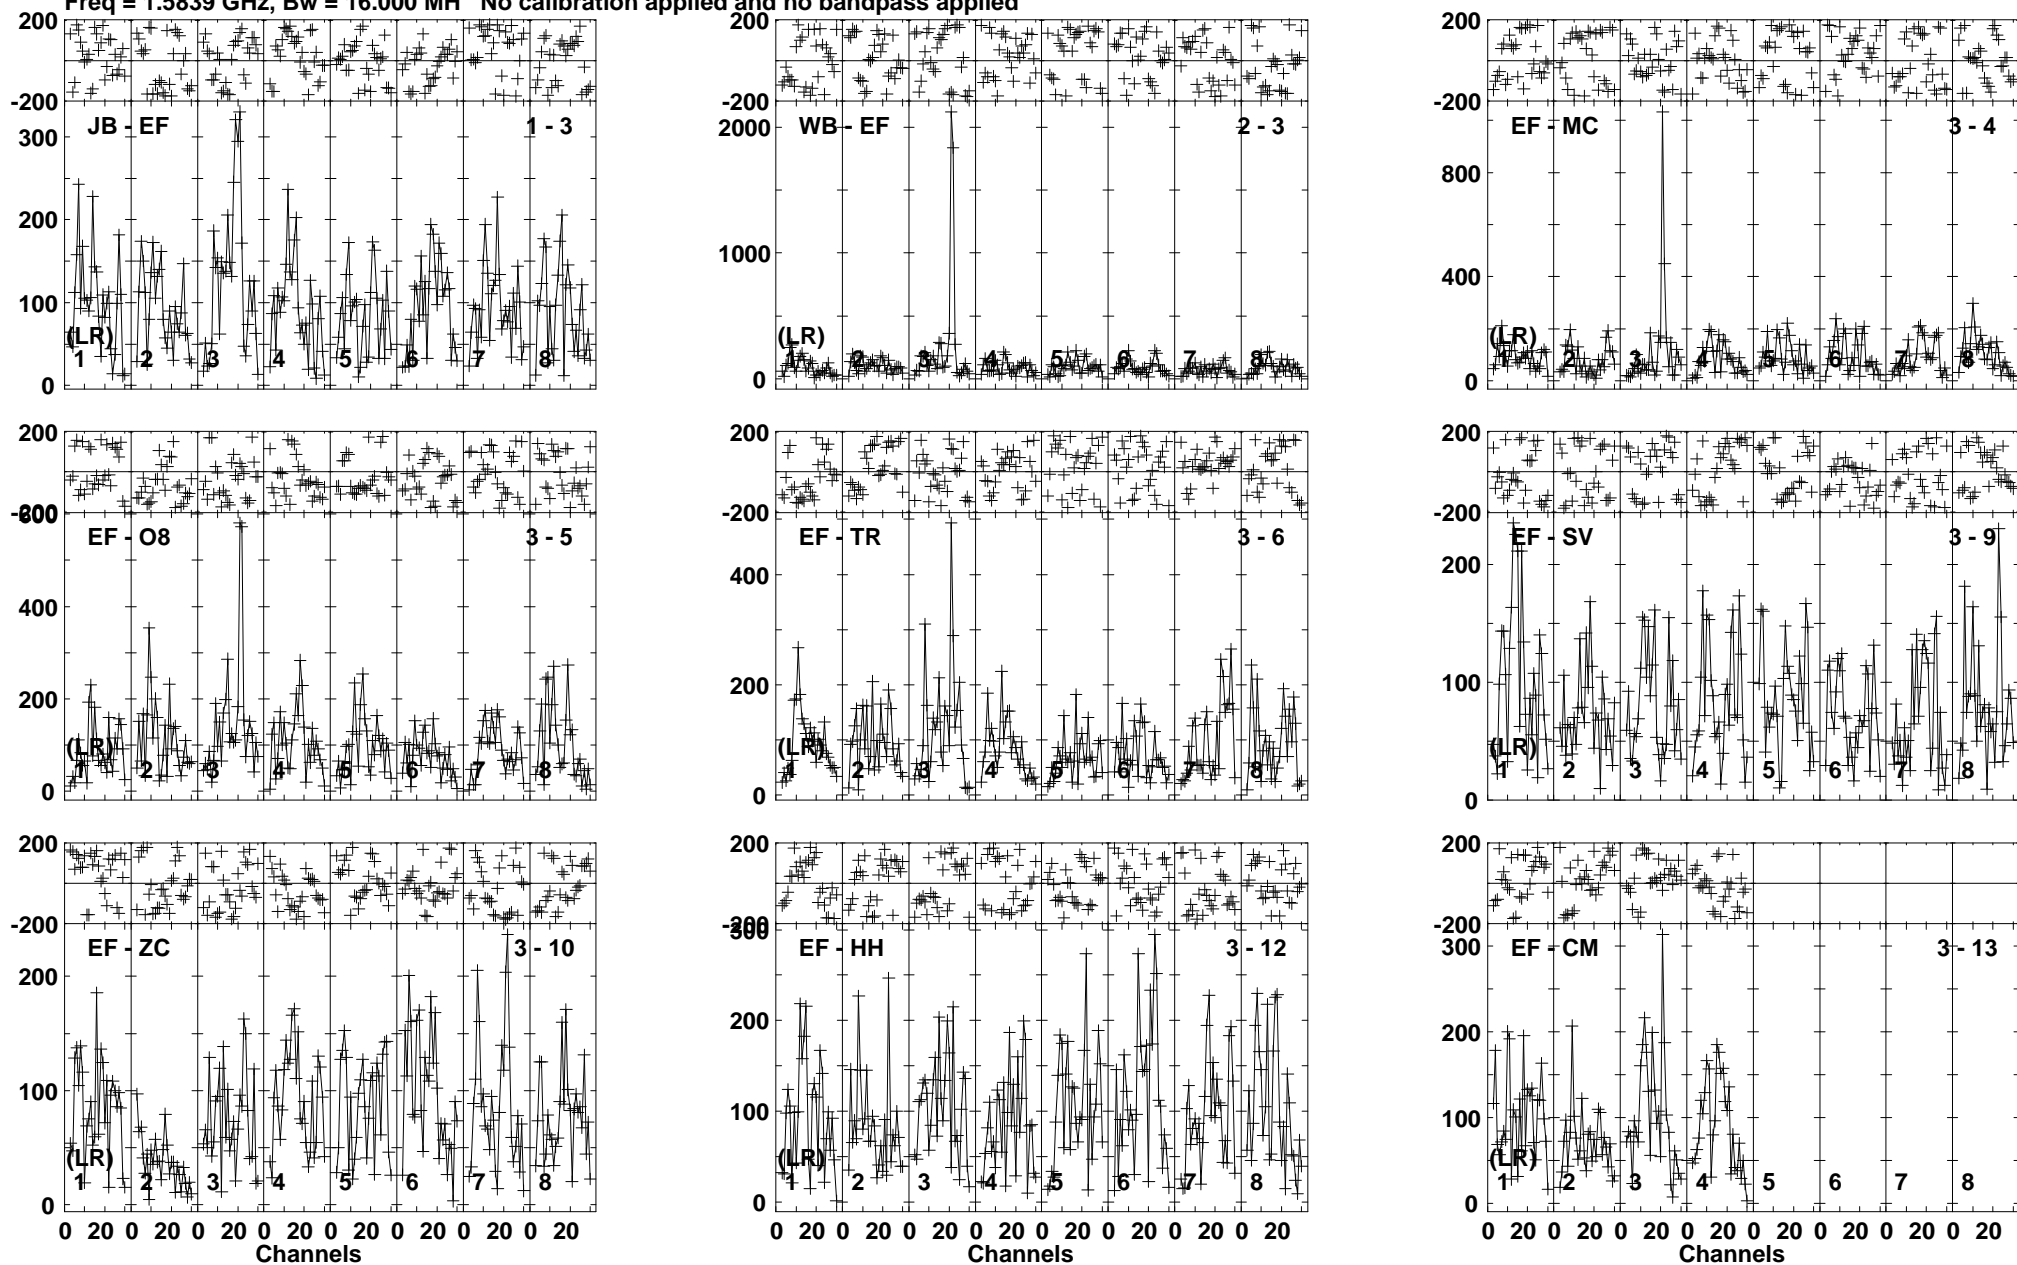 Freq = 1.5839 GHz, Bw = 16.000 MH No calibration applied and no bandpass applied
200
-200
JB - EF
1 - 3
300
200
100
0
(LR)
1 2 3 4 5 6 7 8
200
-200
WB - EF
2 - 3
2000
1000
0
(LR)
1 2 3 4 5 6 7 8
200
-200
EF - MC
3 - 4
800
400
0
(LR)
1 2 3 4 5 6 7 8
200
-200
600
EF - O8
3 - 5
400
200
0
(LR)
1 2 3 4 5 6 7 8
200
-200
EF - TR
3 - 6
400
200
0
(LR)
1 2 3 4 5 6 7 8
200
-200
EF - SV
3 - 9
200
100
0
(LR)
1 2 3 4 5 6 7 8
200
-200
EF - ZC
3 - 10
200
100
0
(LR)
1 2 3 4 5 6 7 8
0 20 0 20 0 20 0 20 0 20 0 20 0 20 0 20
Channels
200
-200
300
EF - HH
3 - 12
200
100
0
(LR)
1 2 3 4 5 6 7 8
0 20 0 20 0 20 0 20 0 20 0 20 0 20 0 20
Channels
200
-200
EF - CM
3 - 13
300
200
100
0
(LR)
1 2 3 4 5 6 7 8
0 20 0 20 0 20 0 20 0 20 0 20 0 20 0 20
Channels